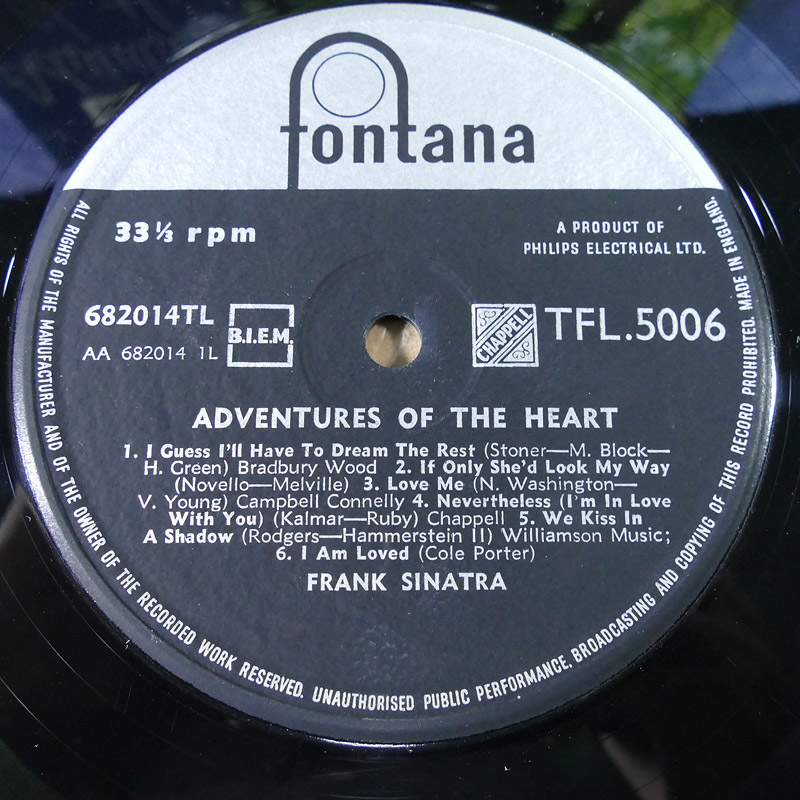 fontana
33⅓ rpm
A PRODUCT OF
PHILIPS ELECTRICAL LTD.
682014TL
B.I.E.M.
AA 682014 1L
CHAPPELL
TFL.5006
ADVENTURES OF THE HEART
1. I Guess I'll Have To Dream The Rest (Stoner—M. Block—
H. Green) Bradbury Wood 2. If Only She'd Look My Way
(Novello—Melville) 3. Love Me (N. Washington—
V. Young) Campbell Connelly 4. Nevertheless (I'm In Love
With You) (Kalmar—Ruby) Chappell 5. We Kiss In
A Shadow (Rodgers—Hammerstein II) Williamson Music;
6. I Am Loved (Cole Porter)
FRANK SINATRA
ALL RIGHTS OF THE MANUFACTURER AND OF THE OWNER OF THE RECORDED WORK RESERVED. UNAUTHORISED PUBLIC PERFORMANCE, BROADCASTING AND COPYING OF THIS RECORD PROHIBITED. MADE IN ENGLAND.